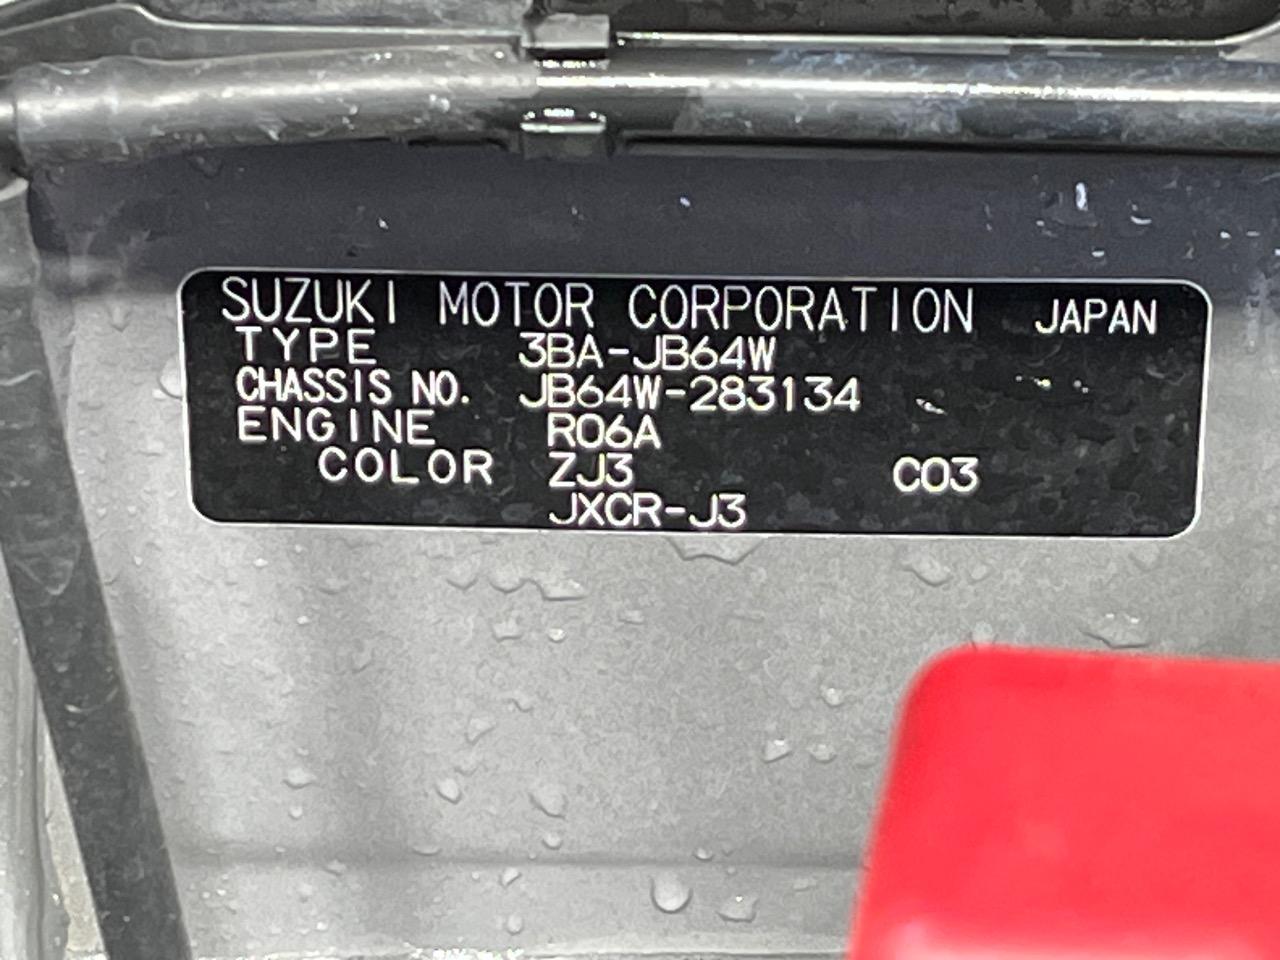 SUZUKI MOTOR CORPORATION JAPAN
TYPE 3BA-JB64W
CHASSIS NO. JB64W-283134
ENGINE R06A
COLOR ZJ3 C03
JXCR-J3